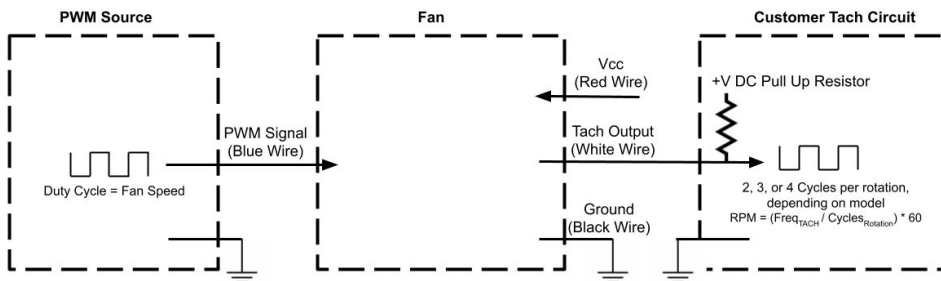 PWM Source
Fan
Customer Tach Circuit
Vcc
(Red Wire)
+V DC Pull Up Resistor
PWM Signal
(Blue Wire)
Tach Output
(White Wire)
Duty Cycle = Fan Speed
2, 3, or 4 Cycles per rotation,
depending on model
RPM = (Freq_TACH / Cycles_Rotation) * 60
Ground
(Black Wire)